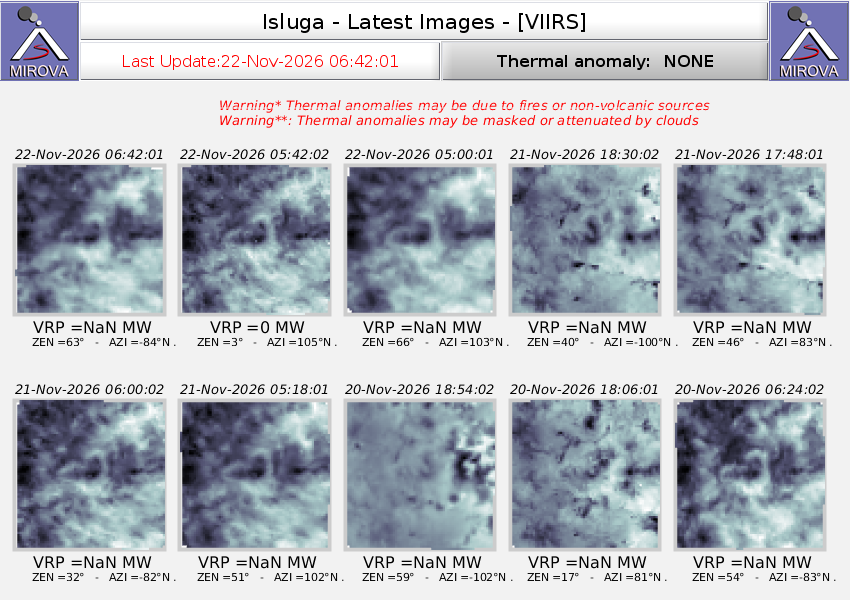 Isluga - Latest Images - [VIIRS]
MIROVA
Last Update:22-Nov-2026 06:42:01
Thermal anomaly: NONE
MIROVA
Warning* Thermal anomalies may be due to fires or non-volcanic sources
Warning**: Thermal anomalies may be masked or attenuated by clouds
22-Nov-2026 06:42:01
22-Nov-2026 05:42:02
22-Nov-2026 05:00:01
21-Nov-2026 18:30:02
21-Nov-2026 17:48:01
VRP =NaN MW
VRP =0 MW
VRP =NaN MW
VRP =NaN MW
VRP =NaN MW
ZEN =63° - AZI =-84°N .
ZEN =3° - AZI =105°N .
ZEN =66° - AZI =103°N .
ZEN =40° - AZI =-100°N .
ZEN =46° - AZI =83°N .
21-Nov-2026 06:00:02
21-Nov-2026 05:18:01
20-Nov-2026 18:54:02
20-Nov-2026 18:06:01
20-Nov-2026 06:24:02
VRP =NaN MW
VRP =NaN MW
VRP =NaN MW
VRP =NaN MW
VRP =NaN MW
ZEN =32° - AZI =-82°N .
ZEN =51° - AZI =102°N .
ZEN =59° - AZI =-102°N .
ZEN =17° - AZI =81°N .
ZEN =54° - AZI =-83°N .